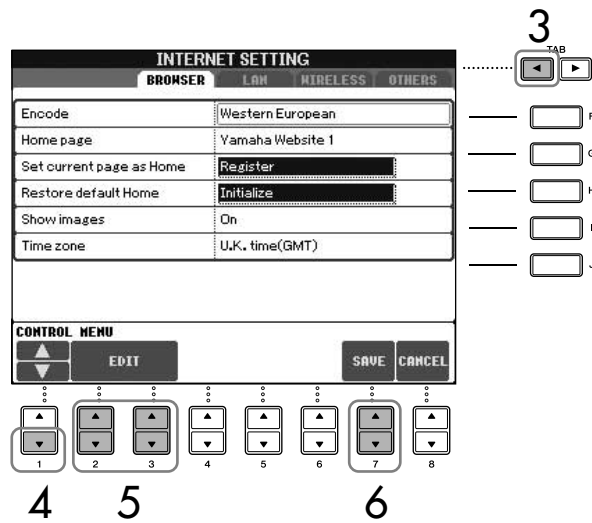 3
TAB
INTERNET SETTING
BROWSER LAN WIRELESS OTHERS
Encode Western European
Home page Yamaha Website 1
Set current page as Home Register
Restore default Home Initialize
Show images On
Time zone U.K. time(GMT)
CONTROL MENU
EDIT SAVE CANCEL
1 2 3 4 5 6 7 8
4 5 6